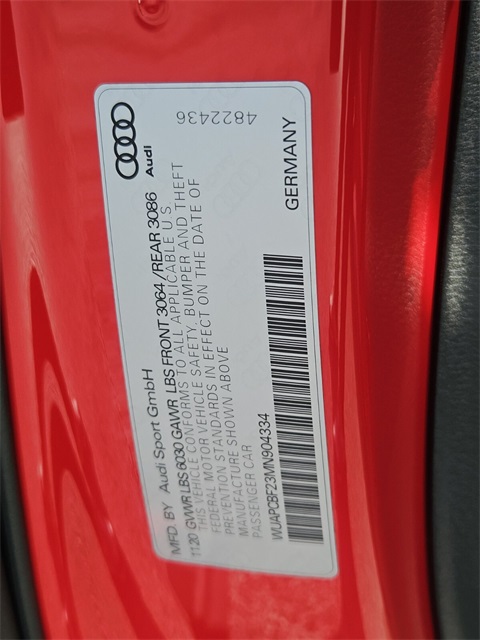 MFD. BY Audi Sport GmbH
11 20 GVWR LBS 6030 GAWR LBS FRONT 3064 / REAR 3086
THIS VEHICLE CONFORMS TO ALL APPLICABLE U.S.
FEDERAL MOTOR VEHICLE SAFETY, BUMPER AND THEFT
PREVENTION STANDARDS IN EFFECT ON THE DATE OF
MANUFACTURE SHOWN ABOVE
PASSENGER CAR
WUAPCBF23MN904334
GERMANY
Audi
4822436